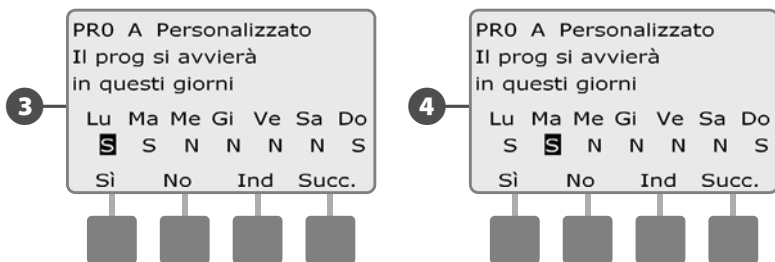 PR0 A Personalizzato
Il prog si avvierà
in questi giorni
3
Lu Ma Me Gi Ve Sa Do
S S N N N N S
Sì No Ind Succ.
PR0 A Personalizzato
Il prog si avvierà
in questi giorni
4
Lu Ma Me Gi Ve Sa Do
S S N N N N S
Sì No Ind Succ.